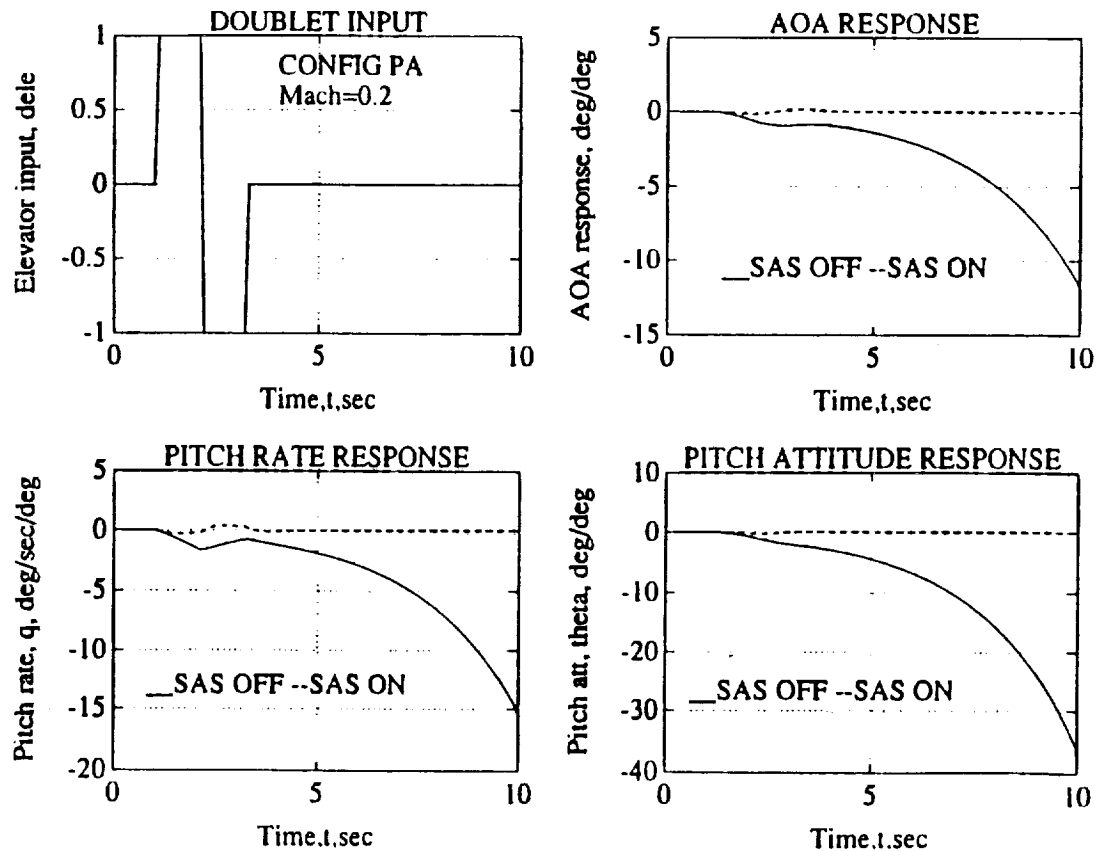 DOUBLET INPUT
1
0.5
0
-0.5
-1
Elevator input, dele
CONFIG PA
Mach=0.2
0
5
10
Time,t,sec
AOA RESPONSE
5
0
-5
-10
-15
AOA response, deg/deg
__SAS OFF --SAS ON
0
5
10
Time,t,sec
PITCH RATE RESPONSE
5
0
-5
-10
-15
-20
Pitch rate, q, deg/sec/deg
__SAS OFF --SAS ON
0
5
10
Time,t,sec
PITCH ATTITUDE RESPONSE
10
0
-10
-20
-30
-40
Pitch att, theta, deg/deg
__SAS OFF --SAS ON
0
5
10
Time,t,sec